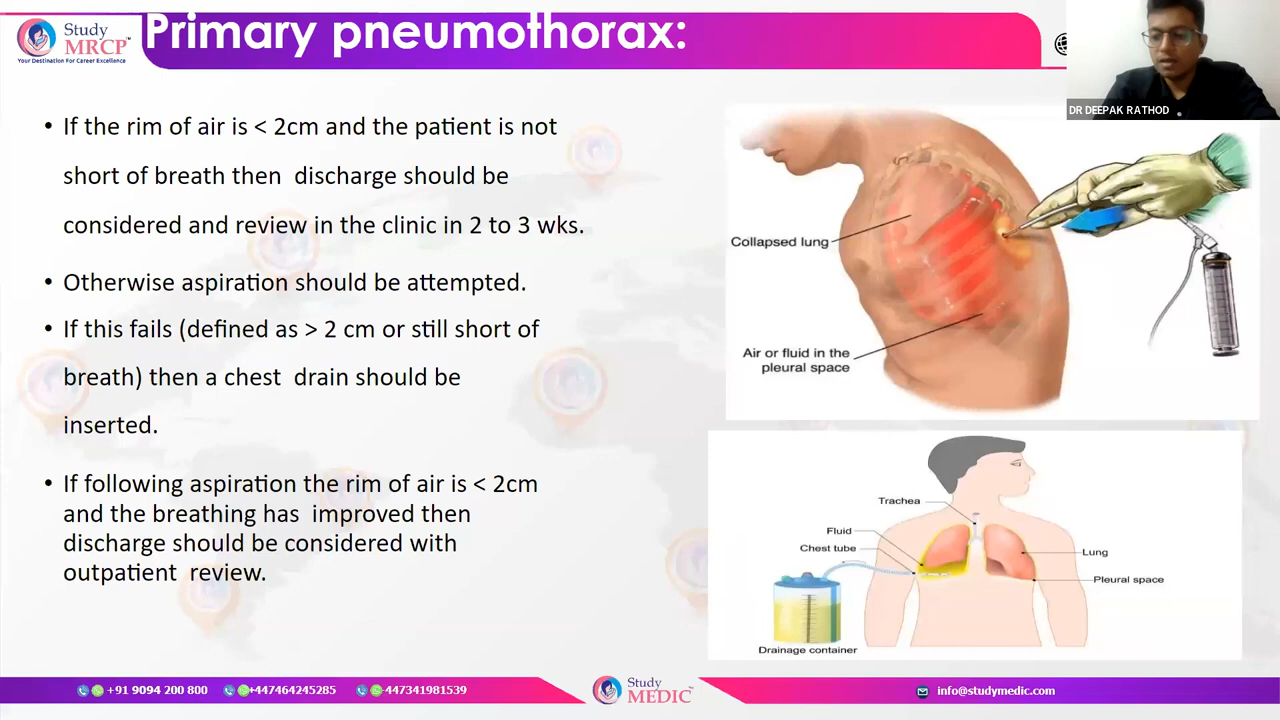 Study
MRCP™
Your Destination For Career Excellence
Primary pneumothorax:
DR DEEPAK RATHOD
• If the rim of air is < 2cm and the patient is not
short of breath then discharge should be
considered and review in the clinic in 2 to 3 wks.
• Otherwise aspiration should be attempted.
• If this fails (defined as > 2 cm or still short of
breath) then a chest drain should be
inserted.
• If following aspiration the rim of air is < 2cm
and the breathing has improved then
discharge should be considered with
outpatient review.
Collapsed lung
Air or fluid in the
pleural space
Trachea
Fluid
Chest tube
Lung
Pleural space
Drainage container
+91 9094 200 800
+447464245285
+447341981539
Study
MEDIC™
info@studymedic.com